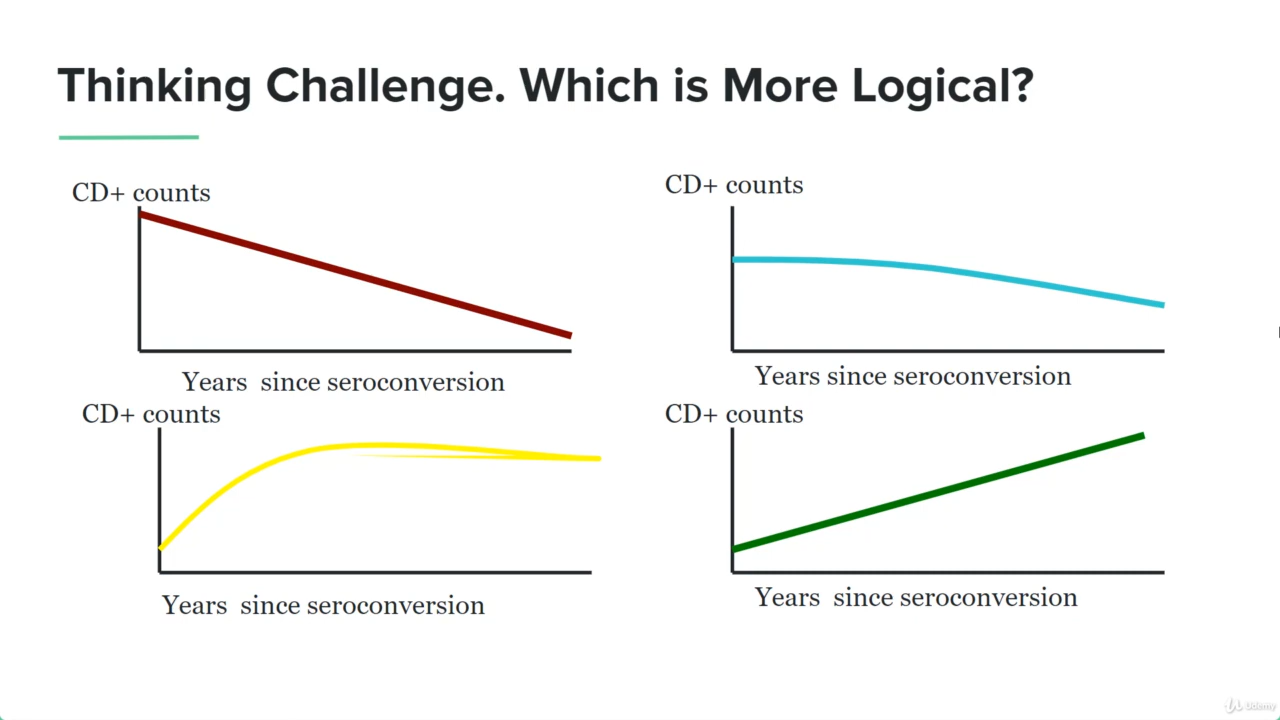 Thinking Challenge. Which is More Logical?
CD+ counts
Years since seroconversion
CD+ counts
Years since seroconversion
CD+ counts
Years since seroconversion
CD+ counts
Years since seroconversion
Udemy